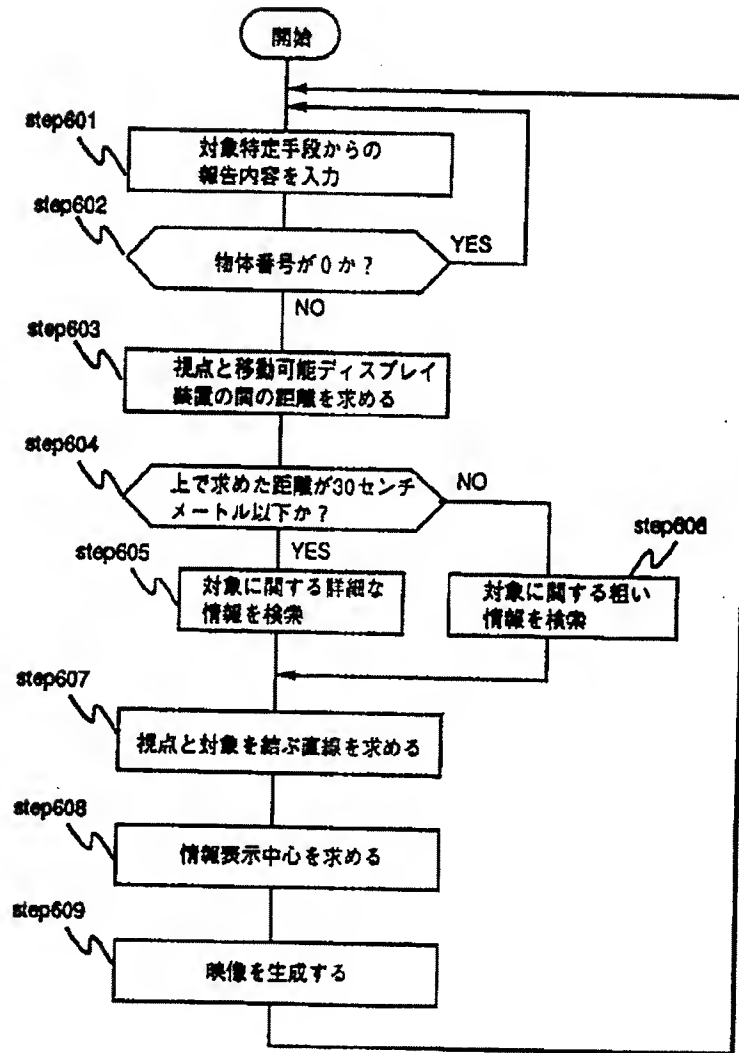 開始
step601
対象特定手段からの
報告内容を入力
step602
物体番号が0か？
YES
NO
step603
視点と移動可能ディスプレイ
装置の間の距離を求める
step604
上で求めた距離が30センチ
メートル以下か？
NO
YES
step605
対象に関する詳細な
情報を検索
step606
対象に関する粗い
情報を検索
step607
視点と対象を結ぶ直線を求める
step608
情報表示中心を求める
step609
映像を生成する